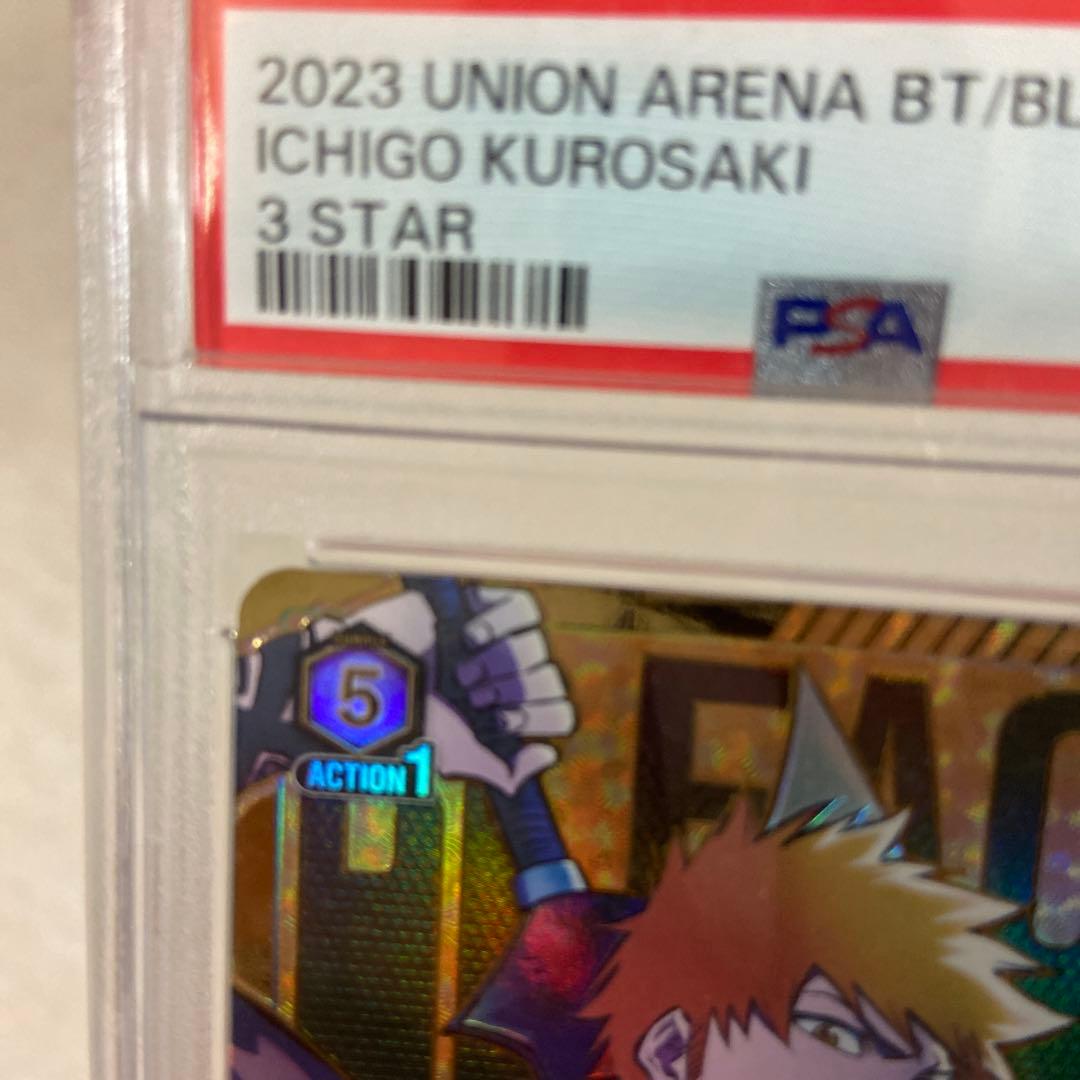 2023 UNION ARENA BT/BL
ICHIGO KUROSAKI
3 STAR
PSA
5
ACTION 1